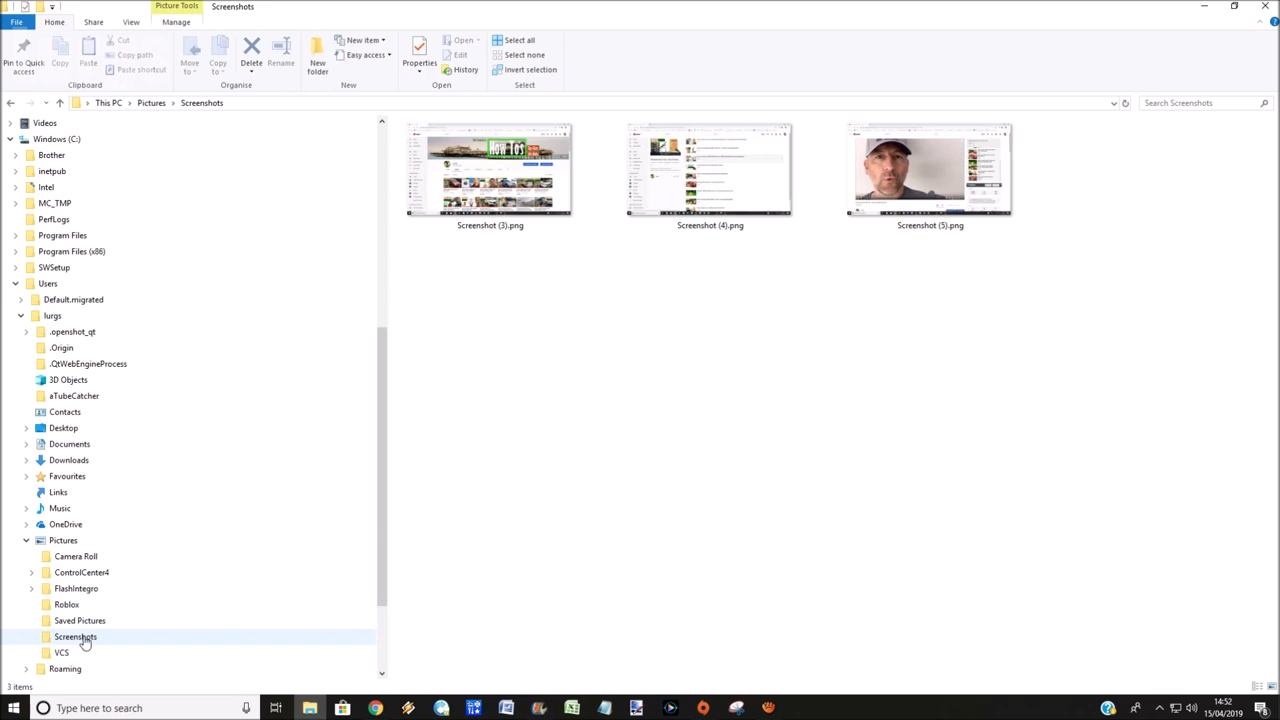 Picture Tools
Screenshots
File
Home
Share
View
Manage
Pin to Quick access
Copy
Paste
Cut
Copy path
Paste shortcut
Clipboard
Move to
Copy to
Delete
Rename
Organise
New folder
New item
Easy access
New
Properties
Open
Edit
History
Open
Select all
Select none
Invert selection
Select
This PC
Pictures
Screenshots
Search Screenshots
Videos
Windows (C:)
Brother
inetpub
Intel
MC_TMP
PerfLogs
Program Files
Program Files (x86)
SWSetup
Users
Default.migrated
lurgs
.openshot_qt
.Origin
.QtWebEngineProcess
3D Objects
aTubeCatcher
Contacts
Desktop
Documents
Downloads
Favourites
Links
Music
OneDrive
Pictures
Camera Roll
ControlCenter4
FlashIntegro
Roblox
Saved Pictures
Screenshots
VCS
Roaming
HOW TOS
Screenshot (3).png
Screenshot (4).png
Screenshot (5).png
3 items
Type here to search
14:52
15/04/2019